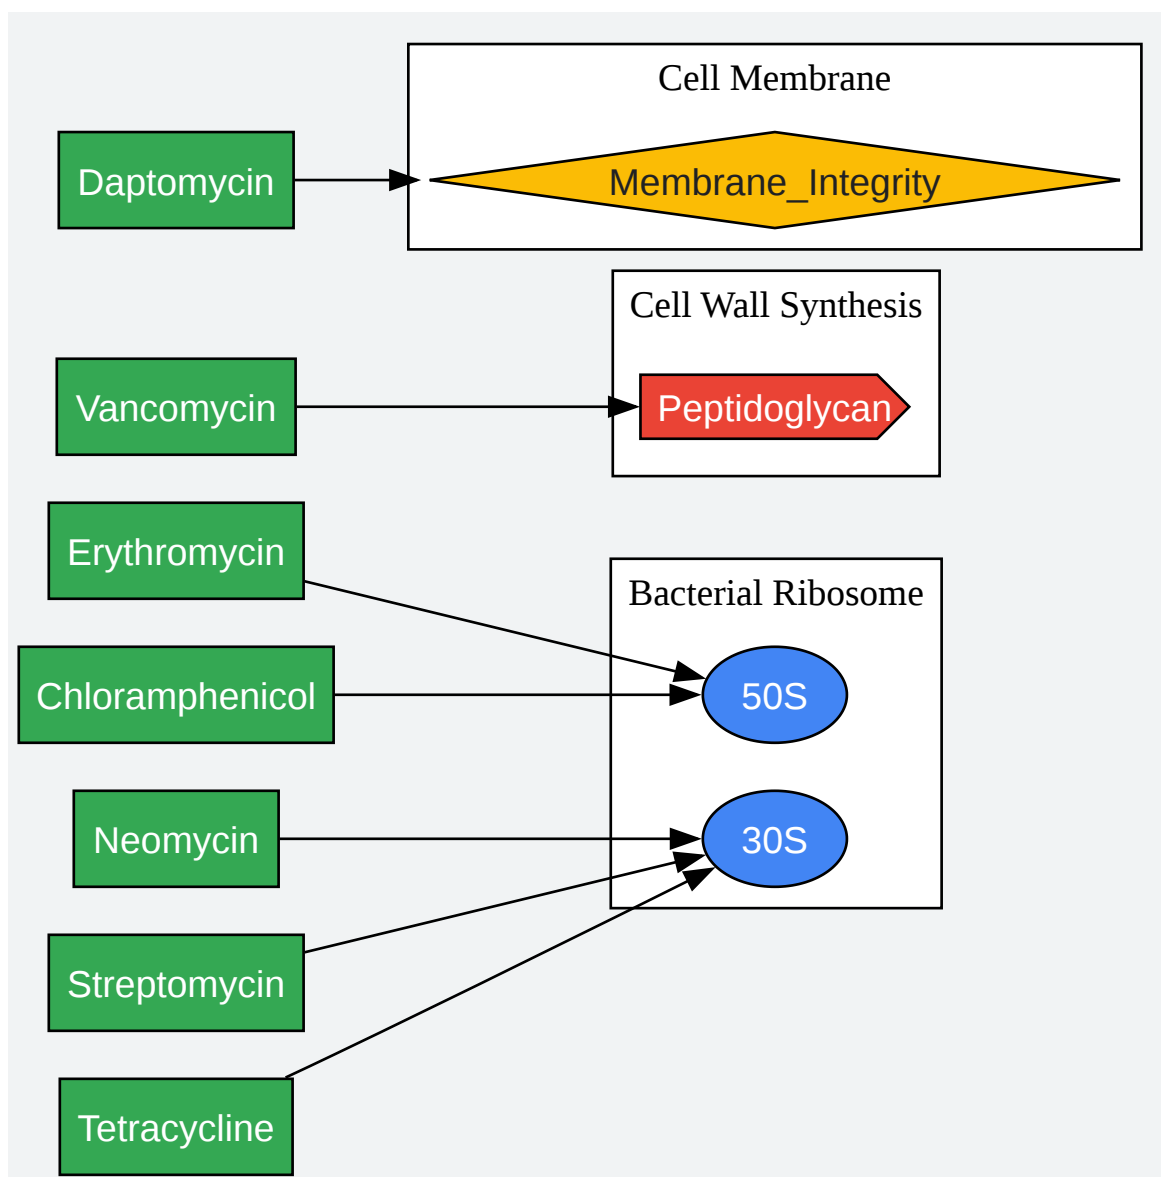 Cell Membrane
Daptomycin
Membrane_Integrity
Cell Wall Synthesis
Vancomycin
Peptidoglycan
Erythromycin
Bacterial Ribosome
Chloramphenicol
50S
Neomycin
30S
Streptomycin
Tetracycline